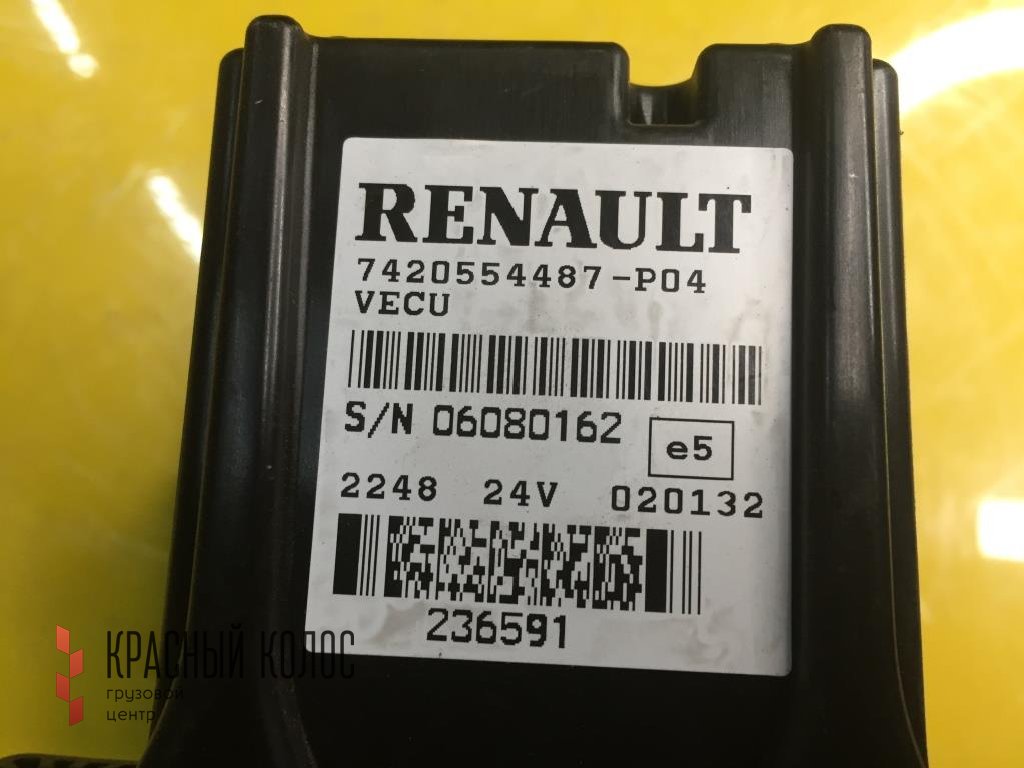 RENAULT
7420554487-P04
VECU
S/N 06080162
e5
2248 24V 020132
236591
КРАСНЫЙ КОЛОС
грузовой
центр